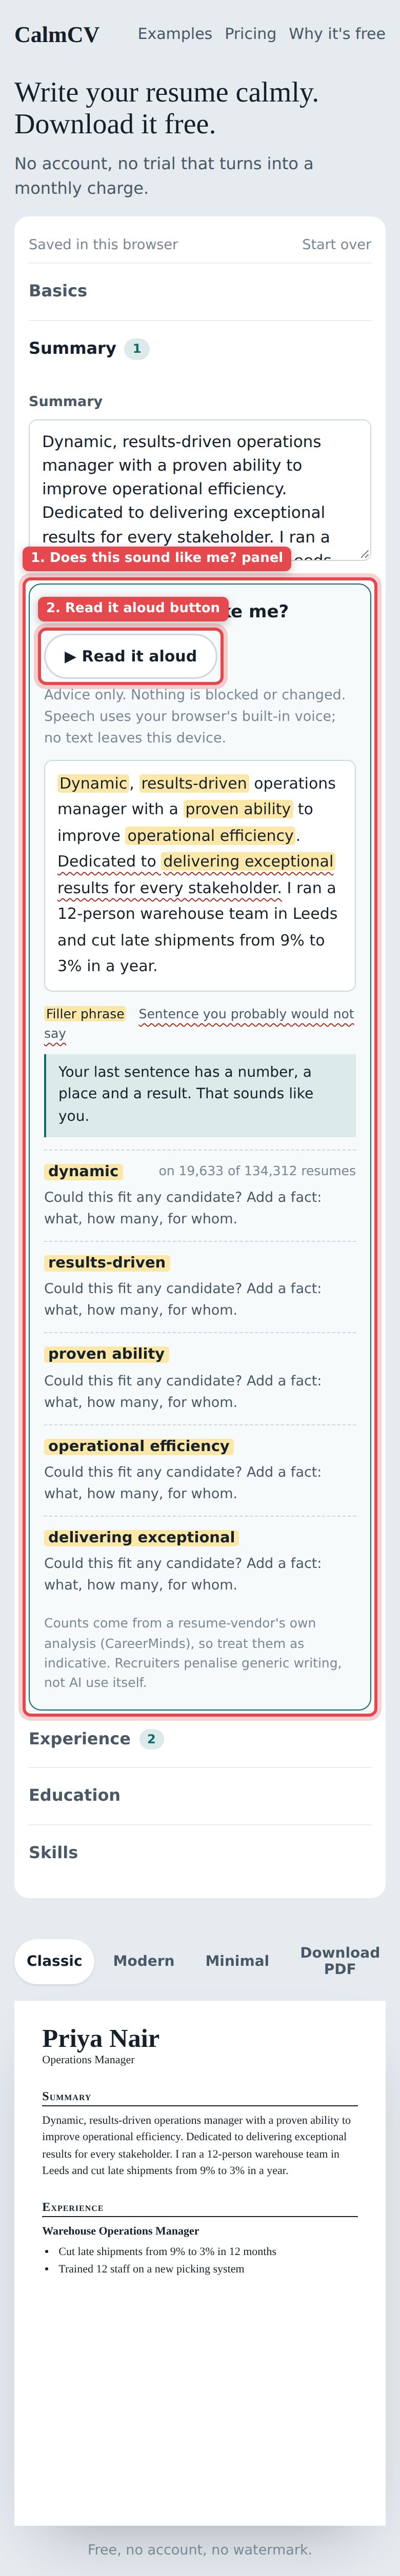 CalmCV Examples Pricing Why it's free
Write your resume calmly.
Download it free.
No account, no trial that turns into a
monthly charge.
Saved in this browser Start over
Basics
Summary 1
Summary
Dynamic, results-driven operations
manager with a proven ability to
improve operational efficiency.
Dedicated to delivering exceptional
results for every stakeholder. I ran a
1. Does this sound like me? panel
2. Read it aloud button
me?
▶ Read it aloud
Advice only. Nothing is blocked or changed.
Speech uses your browser's built-in voice;
no text leaves this device.
Dynamic, results-driven operations
manager with a proven ability to
improve operational efficiency.
Dedicated to delivering exceptional
results for every stakeholder. I ran a
12-person warehouse team in Leeds
and cut late shipments from 9% to
3% in a year.
Filler phrase Sentence you probably would not
say
Your last sentence has a number, a
place and a result. That sounds like
you.
dynamic on 19,633 of 134,312 resumes
Could this fit any candidate? Add a fact:
what, how many, for whom.
results-driven
Could this fit any candidate? Add a fact:
what, how many, for whom.
proven ability
Could this fit any candidate? Add a fact:
what, how many, for whom.
operational efficiency
Could this fit any candidate? Add a fact:
what, how many, for whom.
delivering exceptional
Could this fit any candidate? Add a fact:
what, how many, for whom.
Counts come from a resume-vendor's own
analysis (CareerMinds), so treat them as
indicative. Recruiters penalise generic writing,
not AI use itself.
Experience 2
Education
Skills
Classic Modern Minimal Download
PDF
Priya Nair
Operations Manager
Summary
Dynamic, results-driven operations manager with a proven ability to
improve operational efficiency. Dedicated to delivering exceptional
results for every stakeholder. I ran a 12-person warehouse team in
Leeds and cut late shipments from 9% to 3% in a year.
Experience
Warehouse Operations Manager
• Cut late shipments from 9% to 3% in 12 months
• Trained 12 staff on a new picking system
Free, no account, no watermark.